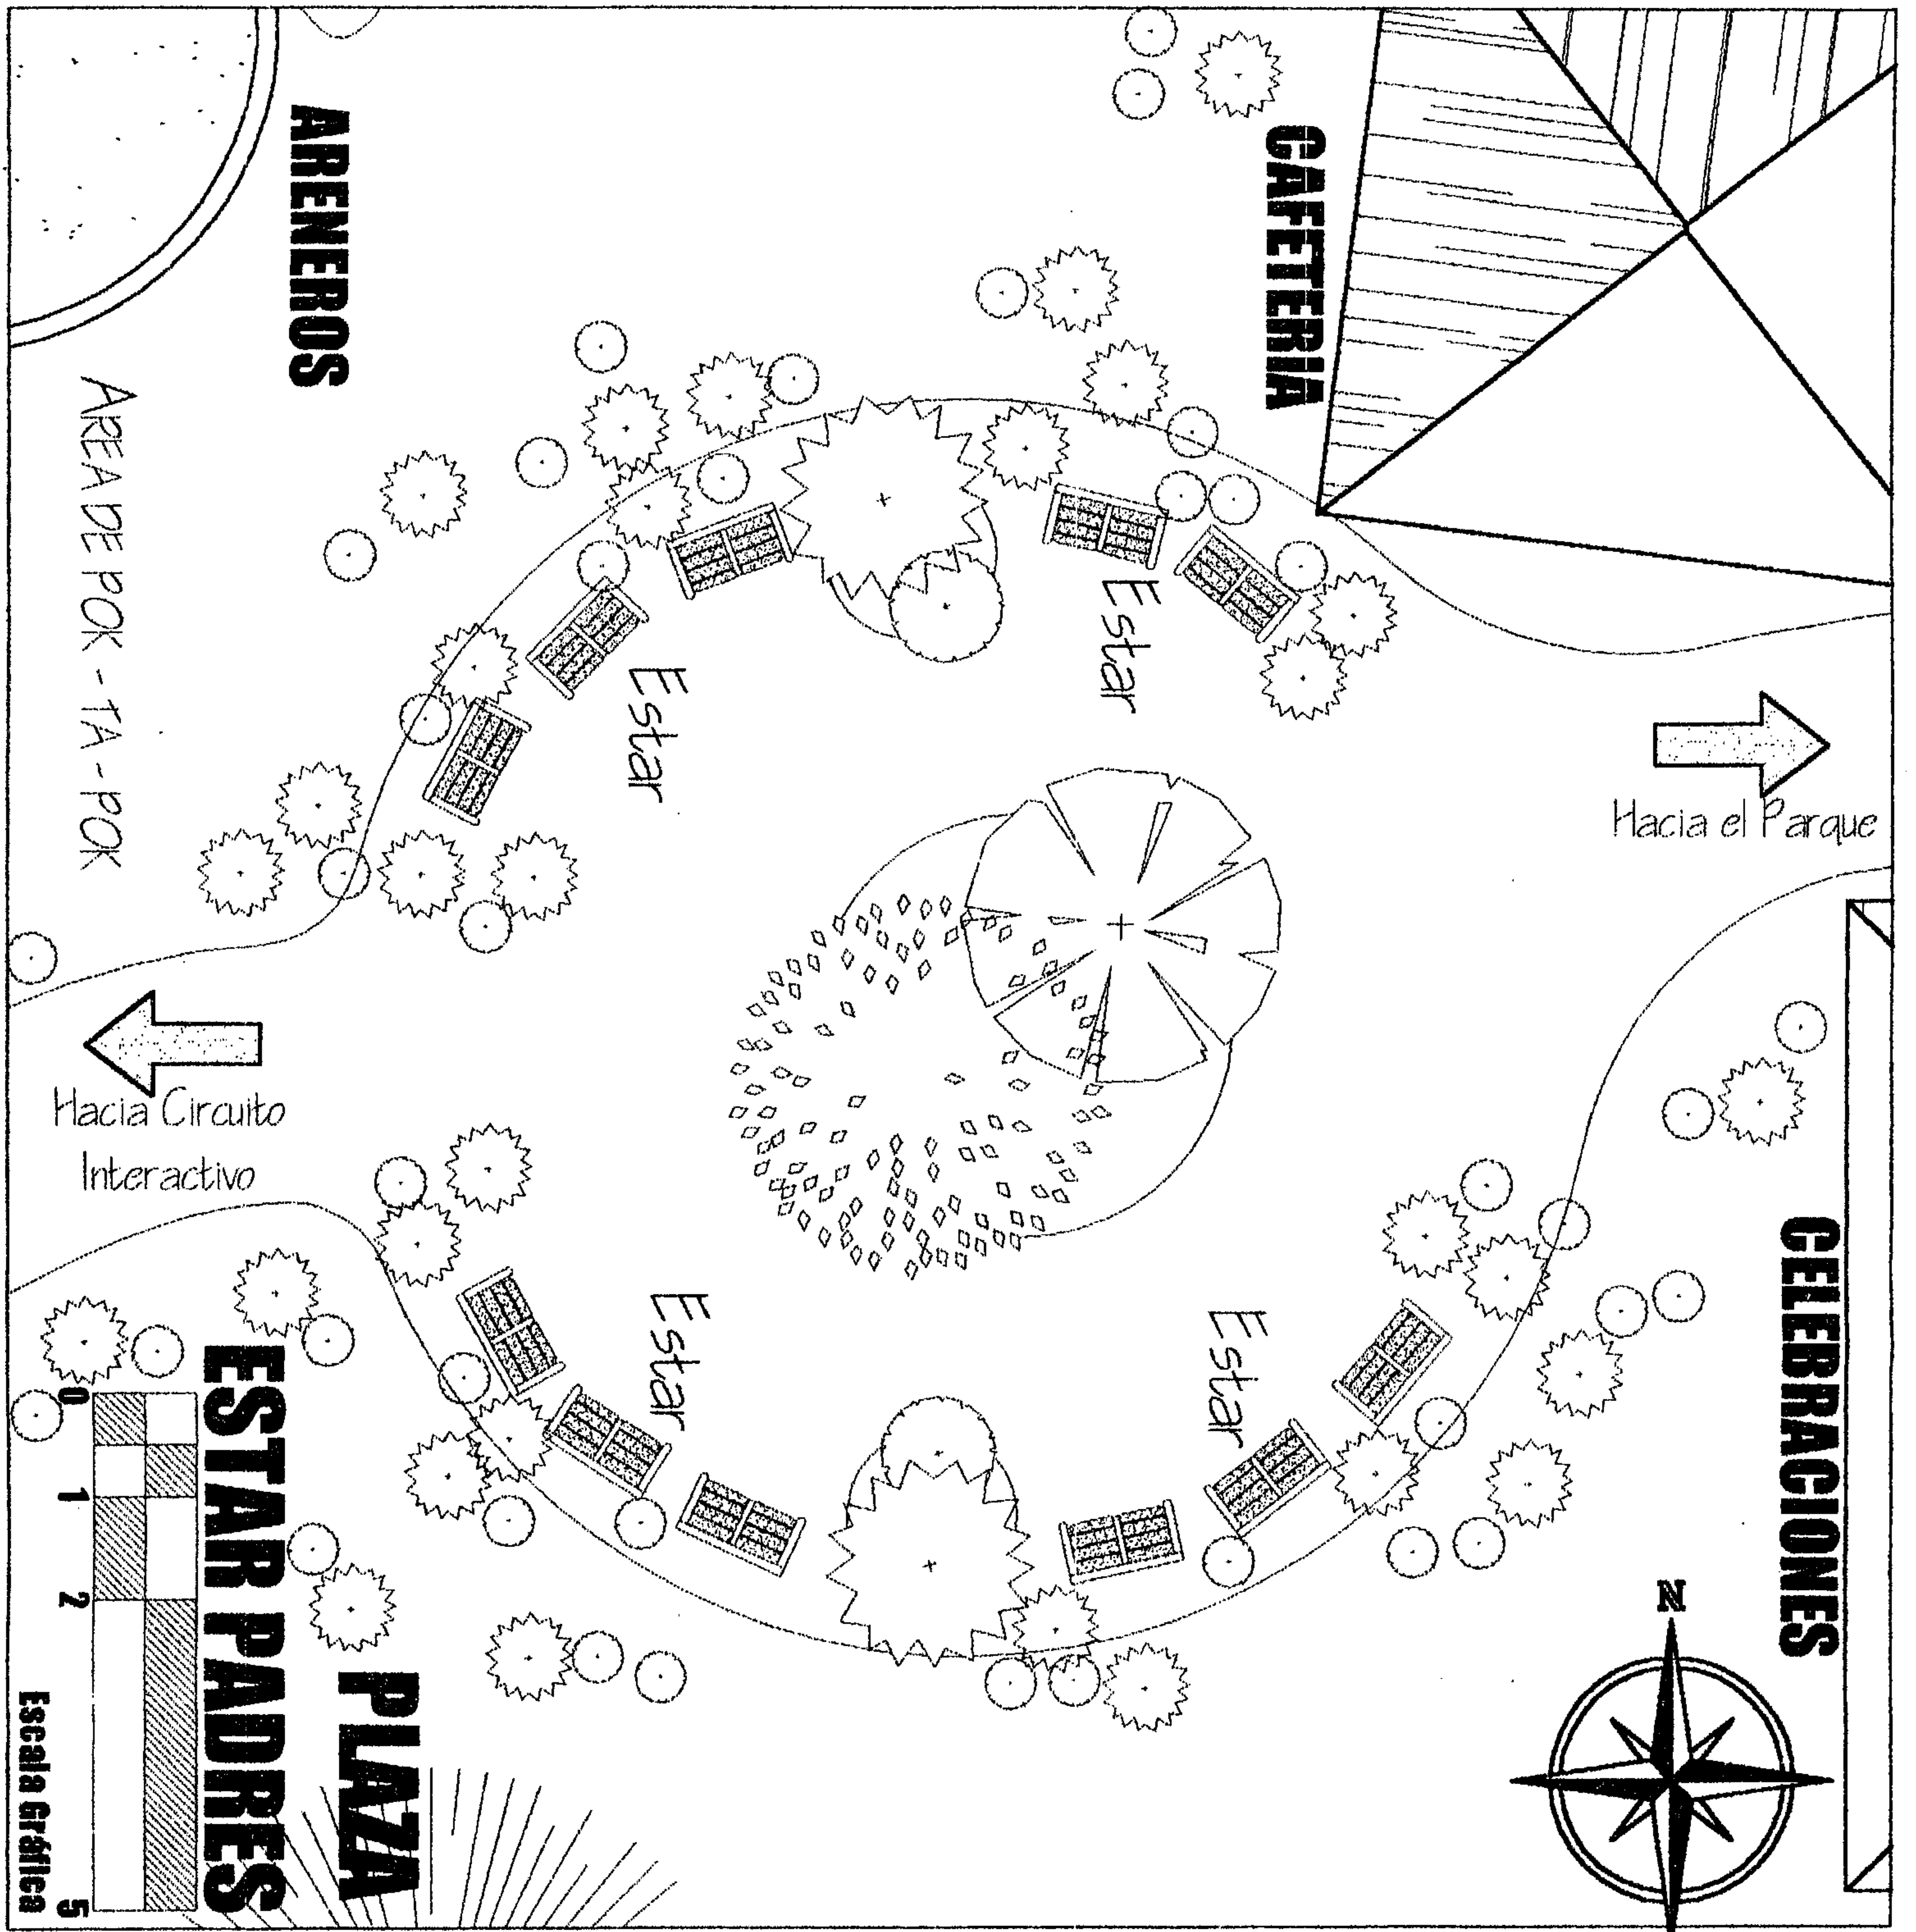 ARENEROS
CAFETERIA
AREA DE POK - TA - POK
Estar
Estar
Hacia el Parque
Hacia Circuito
Interactivo
CELEBRACIONES
Estar
Estar
ESTAR PADRES
PLAZA
N
0 1 2 5
Escala Gráfica